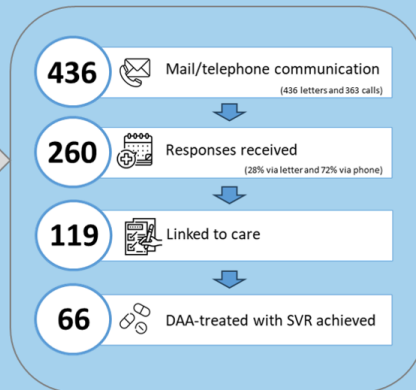 436
Mail/telephone communication
(436 letters and 363 calls)
260
Responses received
(28% via letter and 72% via phone)
119
Linked to care
66
DAA-treated with SVR achieved